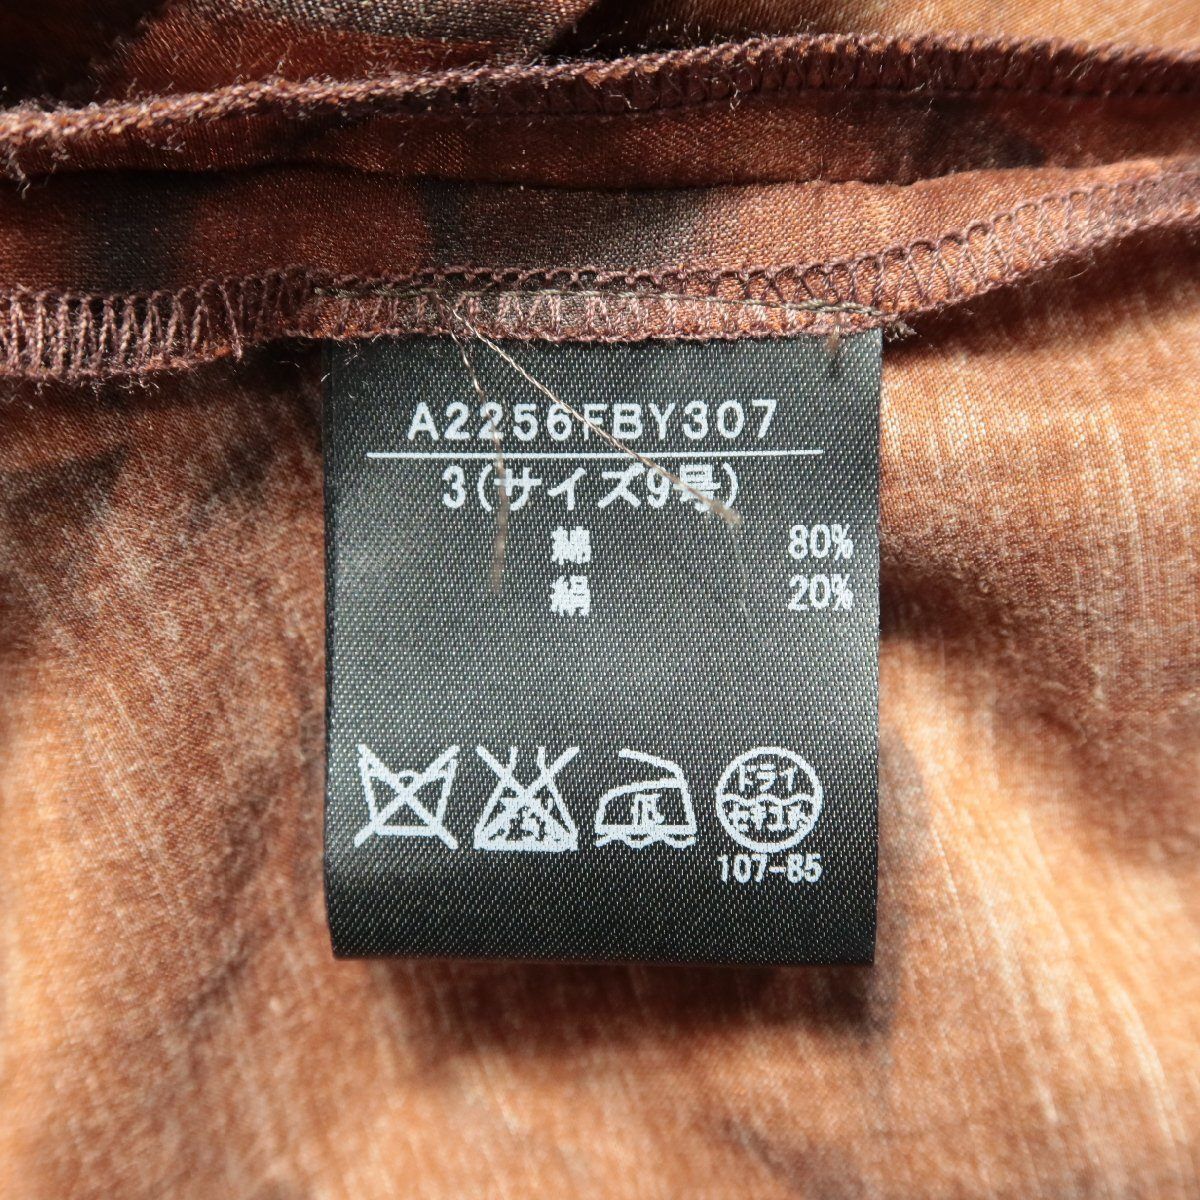 A2256FBY307
3(サイズ9号)
綿 80%
絹 20%
ドライ
セキユ系
107-85